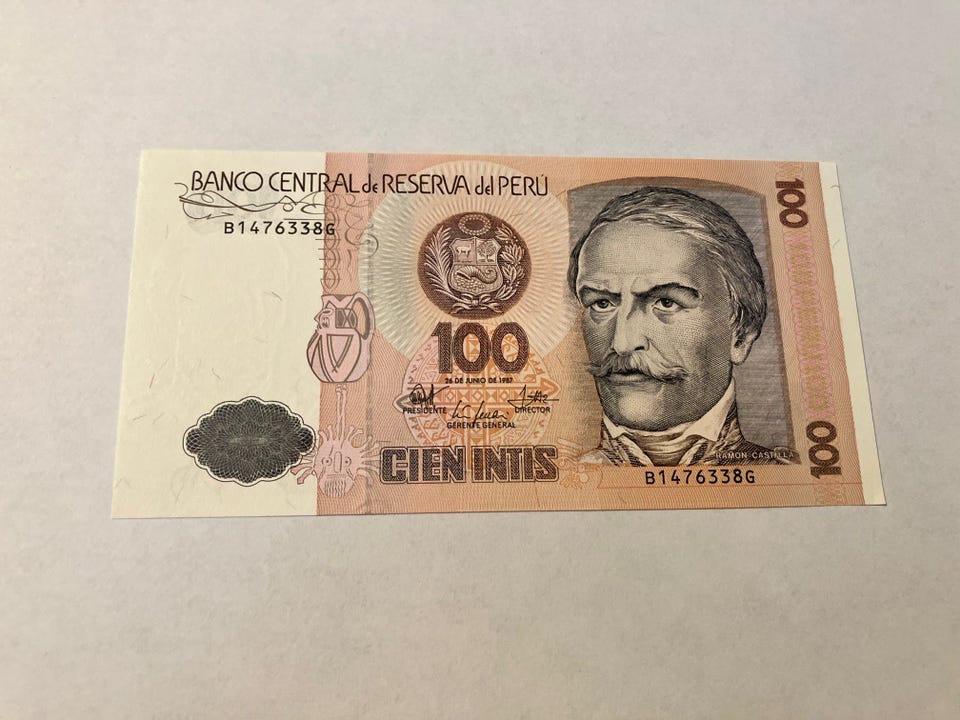 BANCO CENTRAL de RESERVA del PERÚ
B1476338G
100
100
26 DE JUNIO DE 1987
PRESIDENTE
DIRECTOR
GERENTE GENERAL
CIEN INTIS
RAMON CASTILLA
B1476338G
100